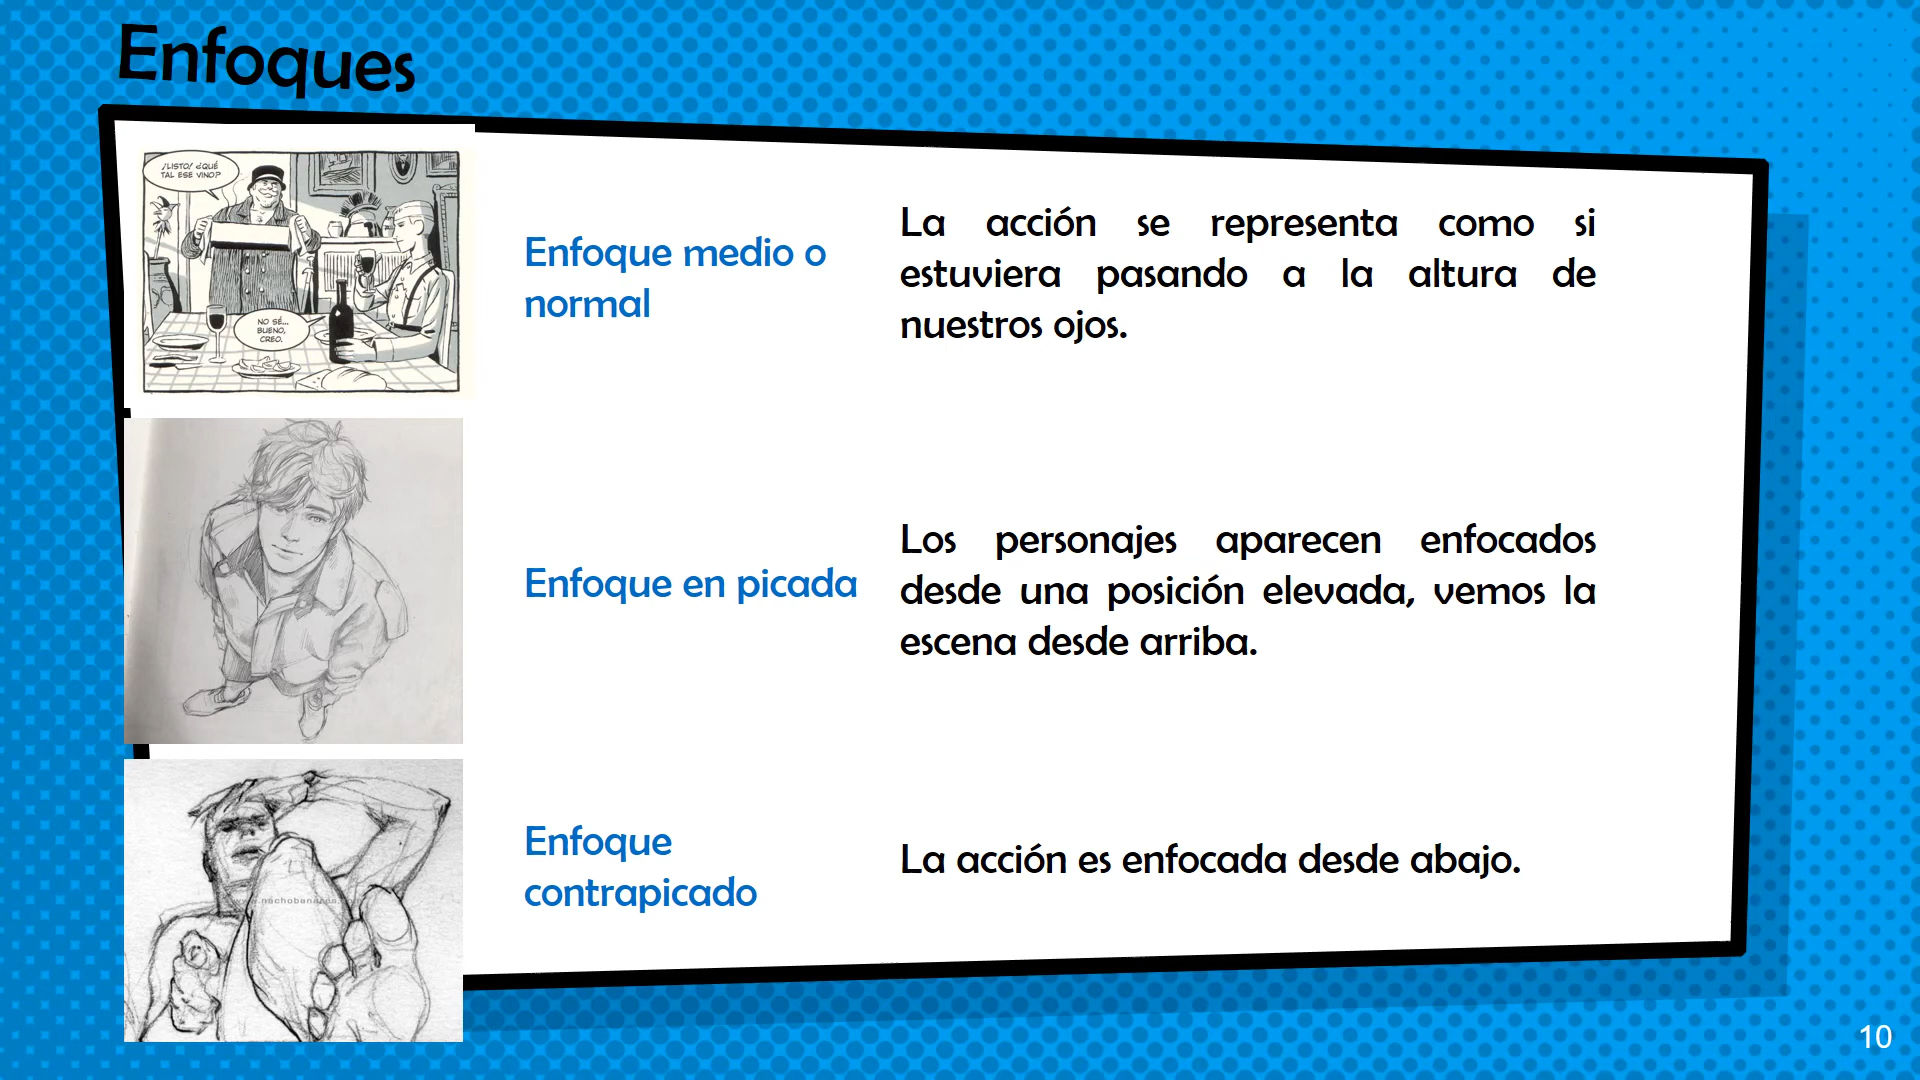 Enfoques
¡LISTO! ¿QUÉ
TAL ESE VINO?
NO SÉ...
BUENO,
CREO.
Enfoque medio o
normal
La acción se representa como si
estuviera pasando a la altura de
nuestros ojos.
Enfoque en picada
Los personajes aparecen enfocados
desde una posición elevada, vemos la
escena desde arriba.
Enfoque
contrapicado
La acción es enfocada desde abajo.
10